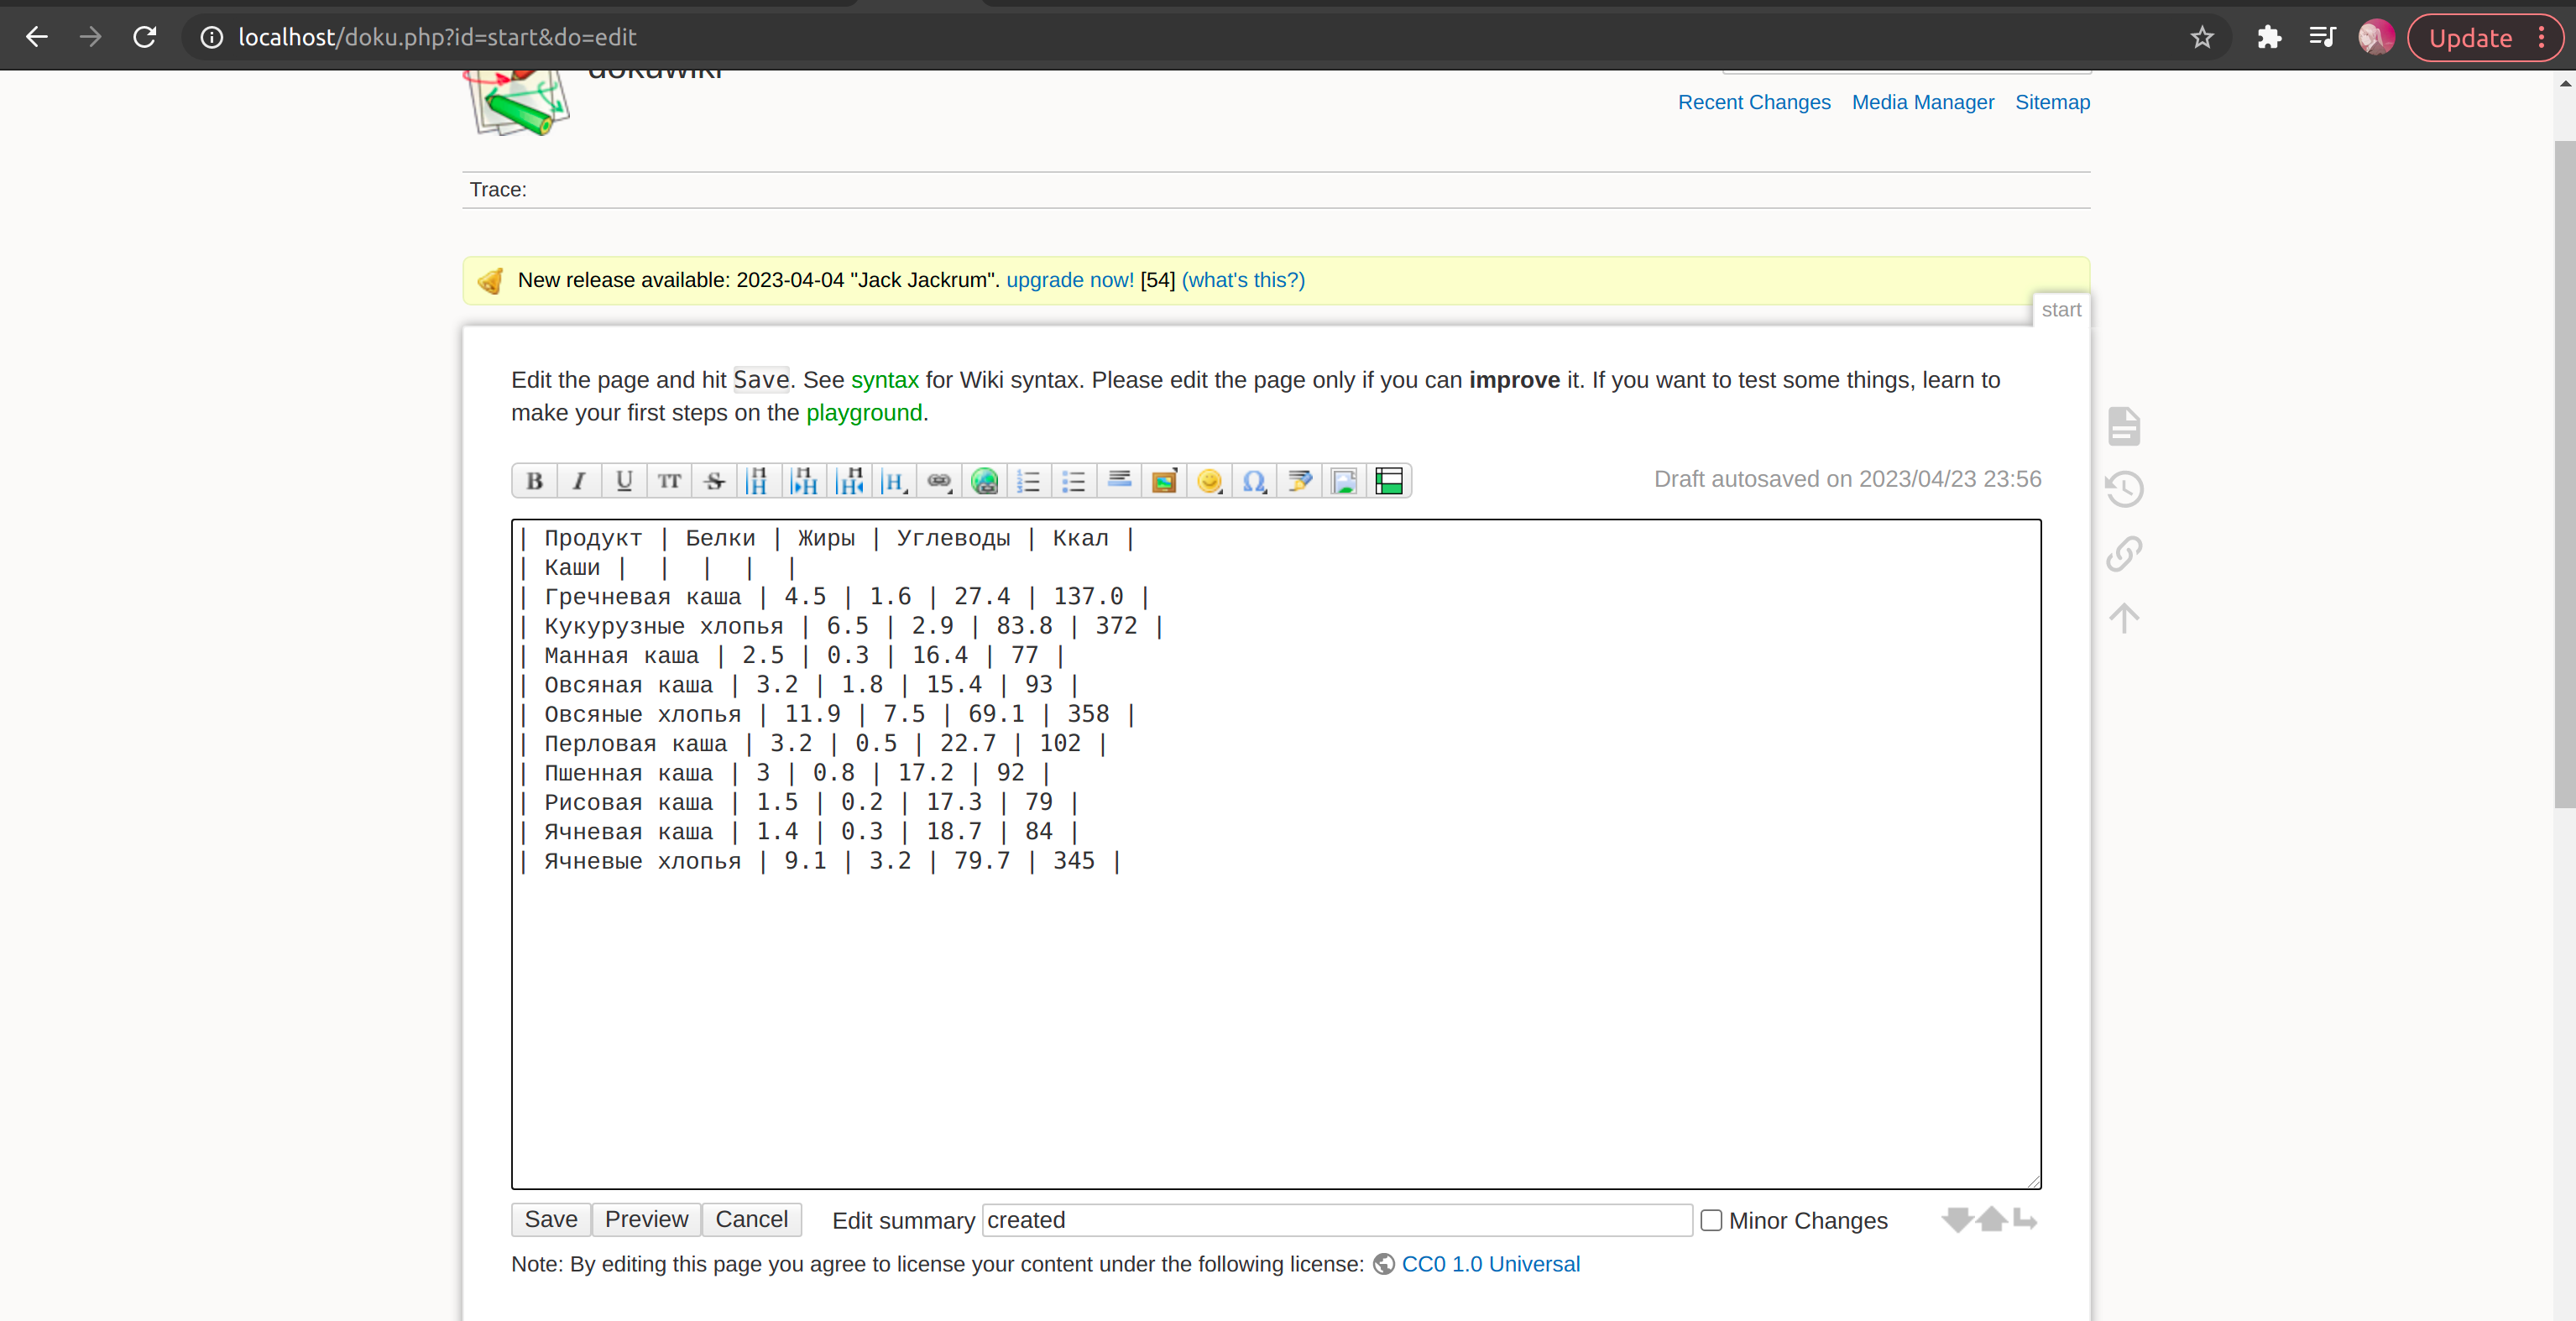 localhost/doku.php?id=start&do=edit
Update
dokuwiki
Recent Changes Media Manager Sitemap
Trace:
New release available: 2023-04-04 "Jack Jackrum". upgrade now! [54] (what's this?)
start
Edit the page and hit Save. See syntax for Wiki syntax. Please edit the page only if you can improve it. If you want to test some things, learn to
make your first steps on the playground.
B I U TT S H H H H H H H Ω
Draft autosaved on 2023/04/23 23:56
| Продукт | Белки | Жиры | Углеводы | Ккал |
| Каши |  |  |  |  |
| Гречневая каша | 4.5 | 1.6 | 27.4 | 137.0 |
| Кукурузные хлопья | 6.5 | 2.9 | 83.8 | 372 |
| Манная каша | 2.5 | 0.3 | 16.4 | 77 |
| Овсяная каша | 3.2 | 1.8 | 15.4 | 93 |
| Овсяные хлопья | 11.9 | 7.5 | 69.1 | 358 |
| Перловая каша | 3.2 | 0.5 | 22.7 | 102 |
| Пшенная каша | 3 | 0.8 | 17.2 | 92 |
| Рисовая каша | 1.5 | 0.2 | 17.3 | 79 |
| Ячневая каша | 1.4 | 0.3 | 18.7 | 84 |
| Ячневые хлопья | 9.1 | 3.2 | 79.7 | 345 |
Save Preview Cancel Edit summary created Minor Changes
Note: By editing this page you agree to license your content under the following license: CC0 1.0 Universal